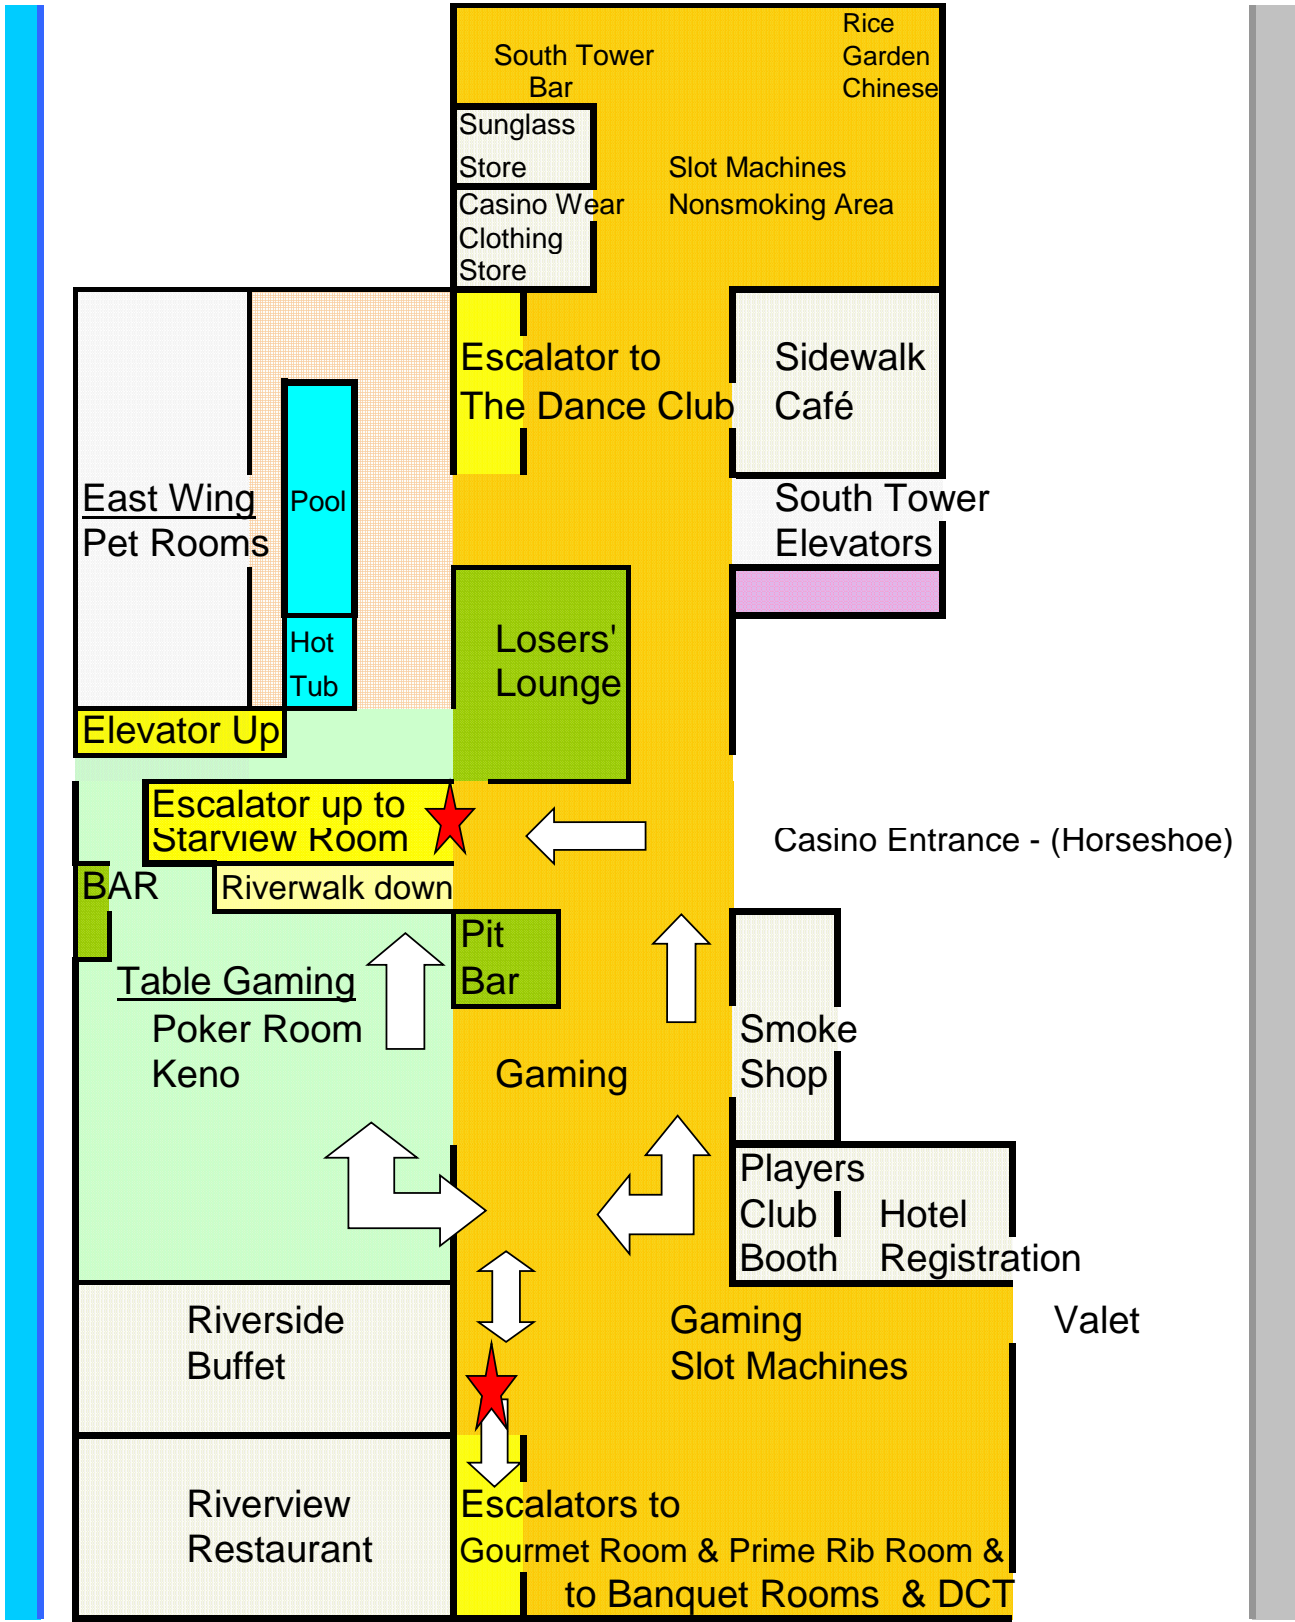 Rice
Garden
Chinese
South Tower
Bar
Sunglass
Store
Slot Machines
Nonsmoking Area
Casino Wear
Clothing
Store
Escalator to
The Dance Club
Sidewalk
Café
East Wing
Pet Rooms
Pool
South Tower
Elevators
Hot
Tub
Losers'
Lounge
Elevator Up
Escalator up to
Starview Room
Casino Entrance - (Horseshoe)
BAR
Riverwalk down
Pit
Bar
Table Gaming
Poker Room
Keno
Gaming
Smoke
Shop
Players
Club
Booth
Hotel
Registration
Riverside
Buffet
Gaming
Slot Machines
Valet
Riverview
Restaurant
Escalators to
Gourmet Room & Prime Rib Room &
to Banquet Rooms & DCT